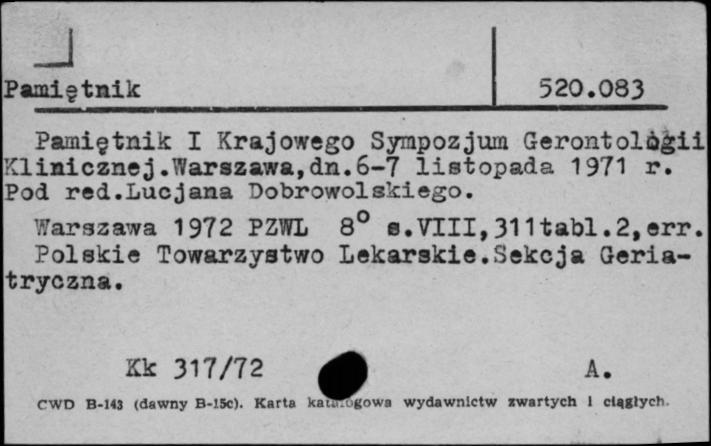 Pamiętnik 520.083
Pamiętnik I Krajowego Sympozjum Gerontologii
Klinicznej.Warszawa,dn.6-7 listopada 1971 r.
Pod red.Lucjana Dobrowolskiego.
Warszawa 1972 PZWL 8° s.VIII,311tabl.2,err.
Polskie Towarzystwo Lekarskie.Sekcja Geria-
tryczna.
Kk 317/72 A.
CWD B-143 (dawny B-15c). Karta katalogowa wydawnictw zwartych i ciągłych.